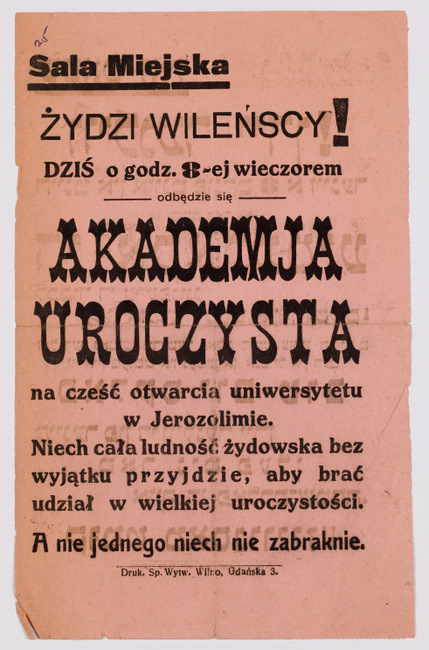 25
Sala Miejska
ŻYDZI WILEŃSCY!
DZIŚ o godz. 8-ej wieczorem
odbędzie się
AKADEMJA
UROCZYSTA
na cześć otwarcia uniwersytetu
w Jerozolimie.
Niech cała ludność żydowska bez
wyjątku przyjdzie, aby brać
udział w wielkiej uroczystości.
A nie jednego niech nie zabraknie.
Druk. Sp. Wytw. Wilno, Gdańska 3.